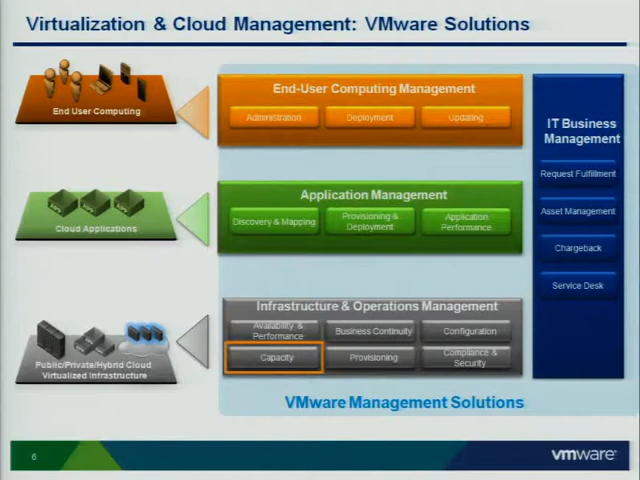 Virtualization & Cloud Management: VMware Solutions
End User Computing
End-User Computing Management
Administration
Deployment
Updating
Cloud Applications
Application Management
Discovery & Mapping
Provisioning &
Deployment
Application
Performance
Public/Private/Hybrid Cloud
Virtualized Infrastructure
Infrastructure & Operations Management
Availability &
Performance
Business Continuity
Configuration
Capacity
Provisioning
Compliance &
Security
IT Business
Management
Request Fulfillment
Asset Management
Chargeback
Service Desk
VMware Management Solutions
6
vmware